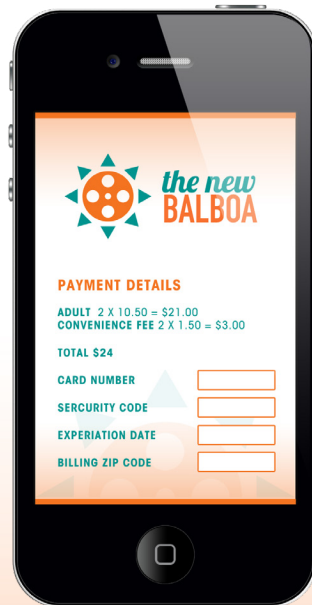 the new
BALBOA
PAYMENT DETAILS
ADULT 2 X 10.50 = $21.00
CONVENIENCE FEE 2 X 1.50 = $3.00
TOTAL $24
CARD NUMBER
SERCURITY CODE
EXPERIATION DATE
BILLING ZIP CODE